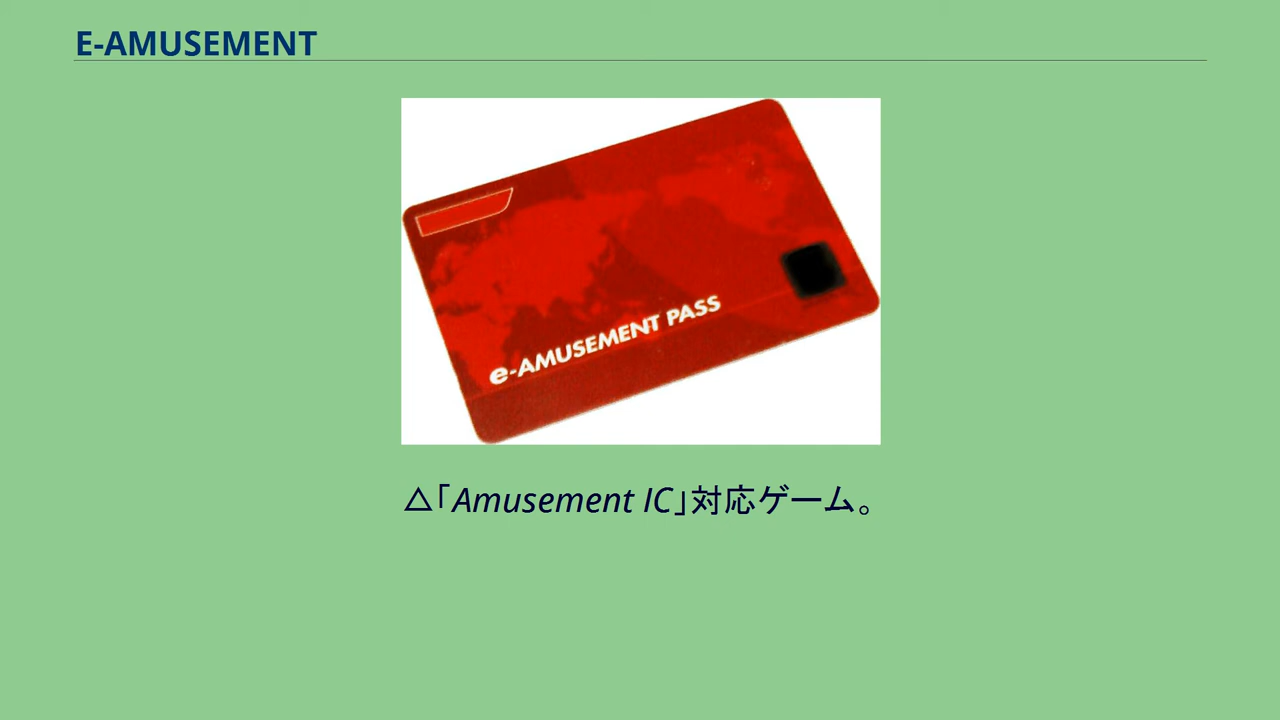 E-AMUSEMENT
e-AMUSEMENT PASS
△「Amusement IC」対応ゲーム。